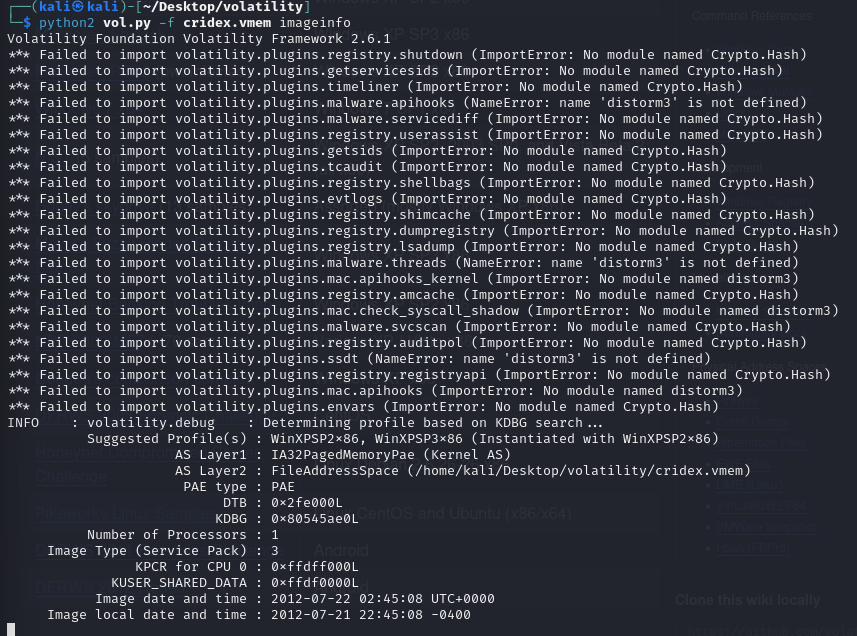 ┌──(kali㉿kali)-[~/Desktop/volatility]
└─$ python2 vol.py -f cridex.vmem imageinfo
Volatility Foundation Volatility Framework 2.6.1
*** Failed to import volatility.plugins.registry.shutdown (ImportError: No module named Crypto.Hash)
*** Failed to import volatility.plugins.getservicesids (ImportError: No module named Crypto.Hash)
*** Failed to import volatility.plugins.timeliner (ImportError: No module named Crypto.Hash)
*** Failed to import volatility.plugins.malware.apihooks (NameError: name 'distorm3' is not defined)
*** Failed to import volatility.plugins.malware.servicediff (ImportError: No module named Crypto.Hash)
*** Failed to import volatility.plugins.registry.userassist (ImportError: No module named Crypto.Hash)
*** Failed to import volatility.plugins.getsids (ImportError: No module named Crypto.Hash)
*** Failed to import volatility.plugins.tcaudit (ImportError: No module named Crypto.Hash)
*** Failed to import volatility.plugins.registry.shellbags (ImportError: No module named Crypto.Hash)
*** Failed to import volatility.plugins.evtlogs (ImportError: No module named Crypto.Hash)
*** Failed to import volatility.plugins.registry.shimcache (ImportError: No module named Crypto.Hash)
*** Failed to import volatility.plugins.registry.dumpregistry (ImportError: No module named Crypto.Hash)
*** Failed to import volatility.plugins.registry.lsadump (ImportError: No module named Crypto.Hash)
*** Failed to import volatility.plugins.malware.threads (NameError: name 'distorm3' is not defined)
*** Failed to import volatility.plugins.mac.apihooks_kernel (ImportError: No module named distorm3)
*** Failed to import volatility.plugins.registry.amcache (ImportError: No module named Crypto.Hash)
*** Failed to import volatility.plugins.mac.check_syscall_shadow (ImportError: No module named distorm3)
*** Failed to import volatility.plugins.malware.svcscan (ImportError: No module named Crypto.Hash)
*** Failed to import volatility.plugins.registry.auditpol (ImportError: No module named Crypto.Hash)
*** Failed to import volatility.plugins.ssdt (NameError: name 'distorm3' is not defined)
*** Failed to import volatility.plugins.registry.registryapi (ImportError: No module named Crypto.Hash)
*** Failed to import volatility.plugins.mac.apihooks (ImportError: No module named distorm3)
*** Failed to import volatility.plugins.envars (ImportError: No module named Crypto.Hash)
INFO    : volatility.debug    : Determining profile based on KDBG search...
Suggested Profile(s) : WinXPSP2x86, WinXPSP3x86 (Instantiated with WinXPSP2x86)
AS Layer1 : IA32PagedMemoryPae (Kernel AS)
AS Layer2 : FileAddressSpace (/home/kali/Desktop/volatility/cridex.vmem)
PAE type : PAE
DTB : 0x2fe000L
KDBG : 0x80545ae0L
Number of Processors : 1
Image Type (Service Pack) : 3
KPCR for CPU 0 : 0xffdff000L
KUSER_SHARED_DATA : 0xffdf0000L
Image date and time : 2012-07-22 02:45:08 UTC+0000
Image local date and time : 2012-07-21 22:45:08 -0400
Command References
XP SP3 x86
CentOS and Ubuntu (x86/x64)
Android
Clone this wiki locally